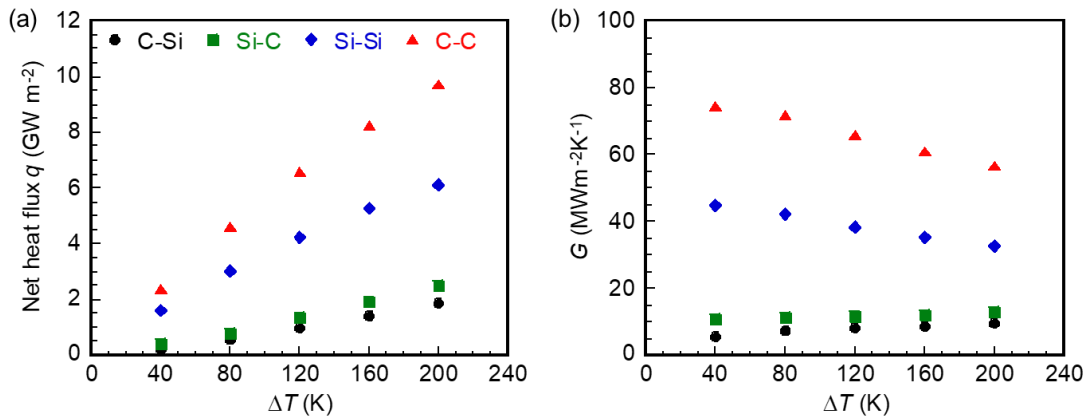 (a)
Net heat flux q (GW m-2)
12
10
8
6
4
2
0
C-Si Si-C Si-Si C-C
0 40 80 120 160 200 240
ΔT (K)
(b)
G (MWm-2K-1)
100
80
60
40
20
0
0 40 80 120 160 200 240
ΔT (K)